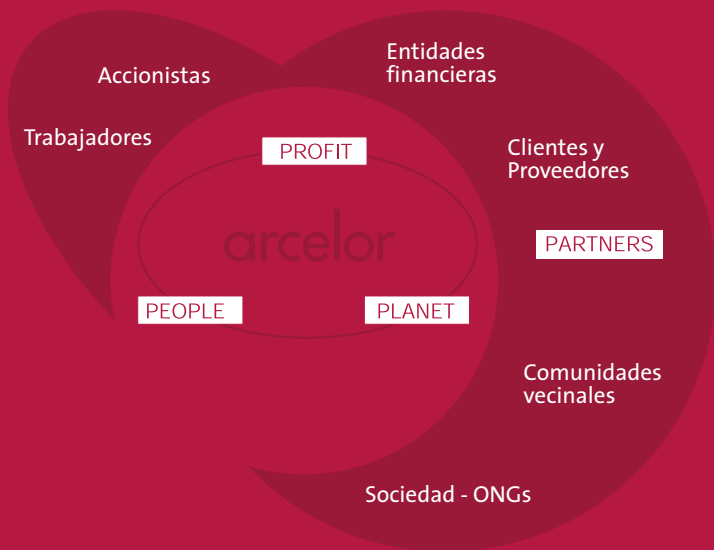 Entidades
financieras
Accionistas
Trabajadores
PROFIT
Clientes y
Proveedores
arcelor
PARTNERS
PEOPLE
PLANET
Comunidades
vecinales
Sociedad - ONGs